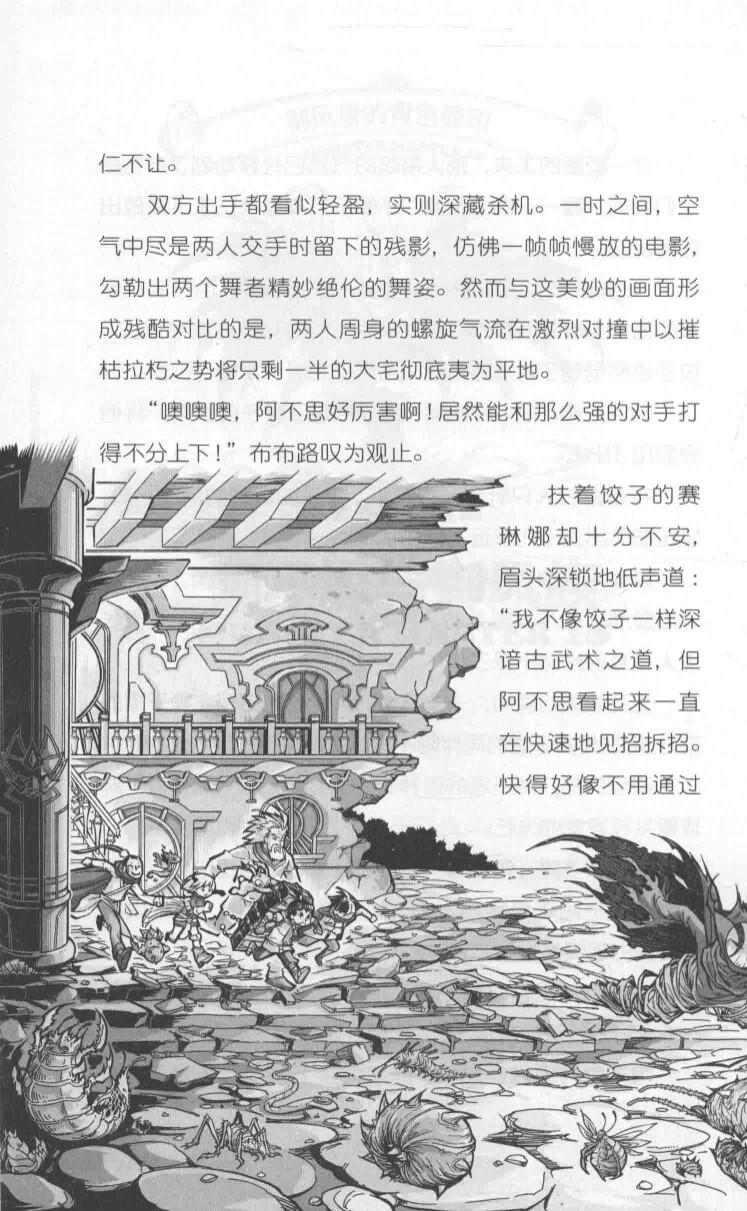 仁不让。
双方出手都看似轻盈，实则深藏杀机。一时之间，空
气中尽是两人交手时留下的残影，仿佛一帧帧慢放的电影，
勾勒出两个舞者精妙绝伦的舞姿。然而与这美妙的画面形
成残酷对比的是，两人周身的螺旋气流在激烈对撞中以摧
枯拉朽之势将只剩一半的大宅彻底夷为平地。
“噢噢噢，阿不思好厉害啊！居然能和那么强的对手打
得不分上下！”布布路叹为观止。
扶着饺子的赛
琳娜却十分不安，
眉头深锁地低声道：
“我不像饺子一样深
谙古武术之道，但
阿不思看起来一直
在快速地见招拆招。
快得好像不用通过